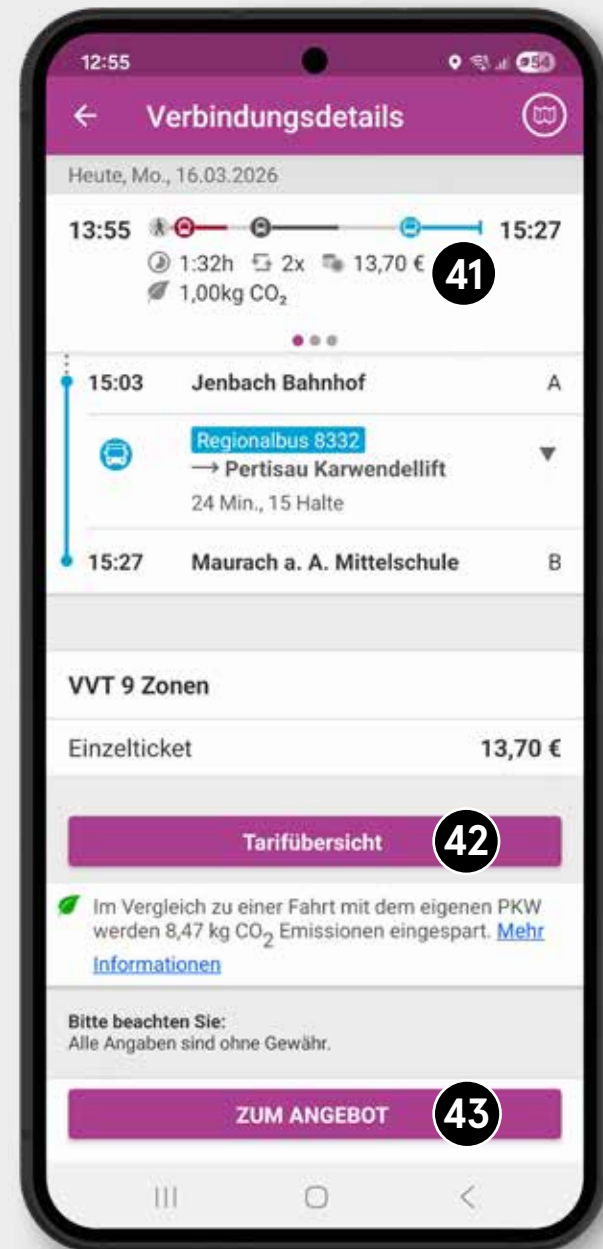 12:55
54
Verbindungsdetails
Heute, Mo., 16.03.2026
13:55 15:27
1:32h 2x 13,70 € 41
1,00kg CO₂
15:03 Jenbach Bahnhof A
Regionalbus 8332
→ Pertisau Karwendellift
24 Min., 15 Halte
15:27 Maurach a. A. Mittelschule B
VVT 9 Zonen
Einzelticket 13,70 €
Tarifübersicht 42
Im Vergleich zu einer Fahrt mit dem eigenen PKW
werden 8,47 kg CO₂ Emissionen eingespart. Mehr
Informationen
Bitte beachten Sie:
Alle Angaben sind ohne Gewähr.
ZUM ANGEBOT 43